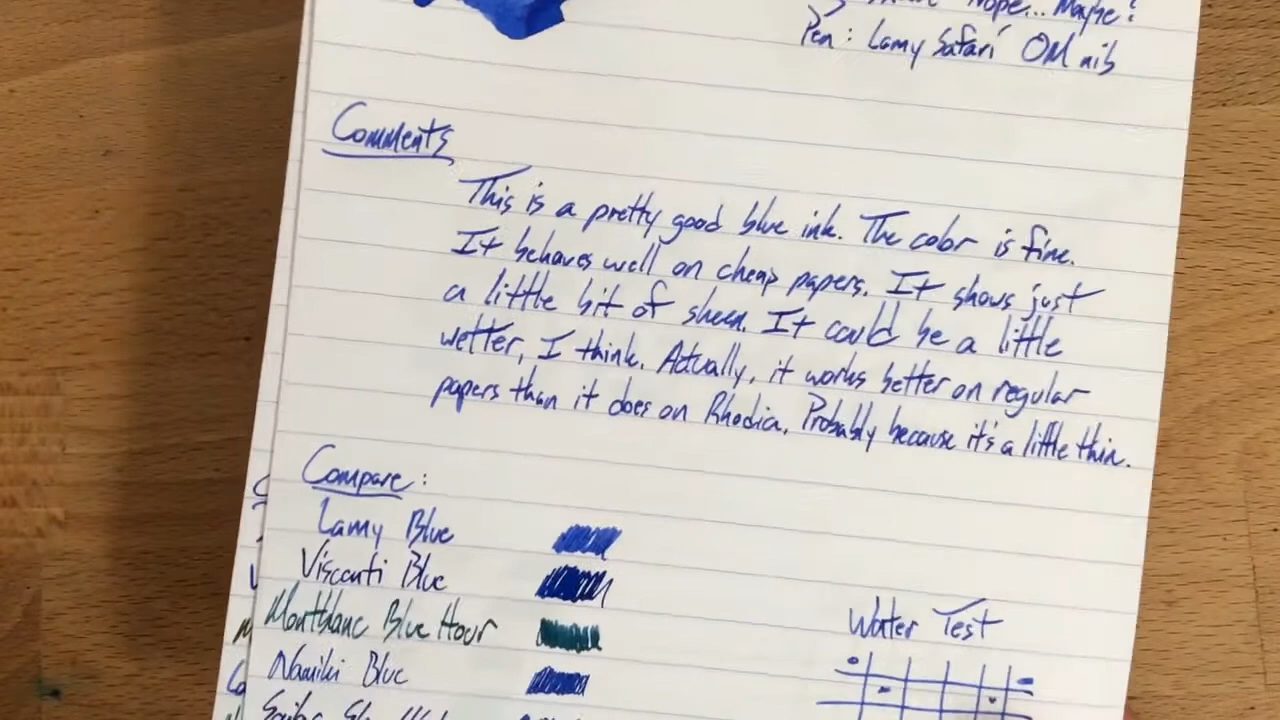 Nope... Maybe?
Pen: Lamy Safari OM nib
Comments
This is a pretty good blue ink. The color is fine.
It behaves well on cheap papers. It shows just
a little bit of sheen. It could be a little
wetter, I think. Actually, it works better on regular
papers than it does on Rhodia. Probably because it's a little thin.
Compare:
Lamy Blue
Visconti Blue
Montblanc Blue Hour
Namiki Blue
Water Test